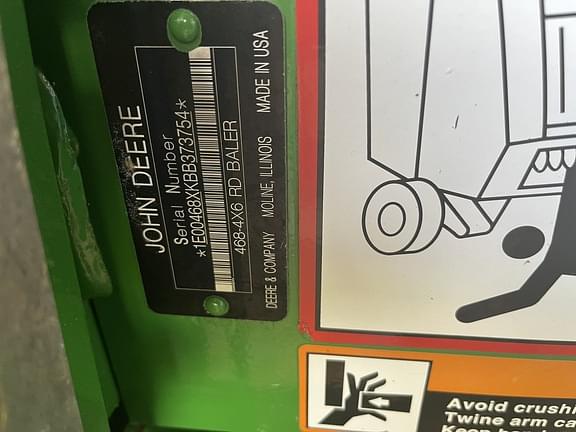 JOHN DEERE
Serial Number
*1E00468XKBB373754*
468-4X6 RD BALER
DEERE & COMPANY MOLINE, ILLINOIS MADE IN USA
Avoid crushi
Twine arm ca
Keep